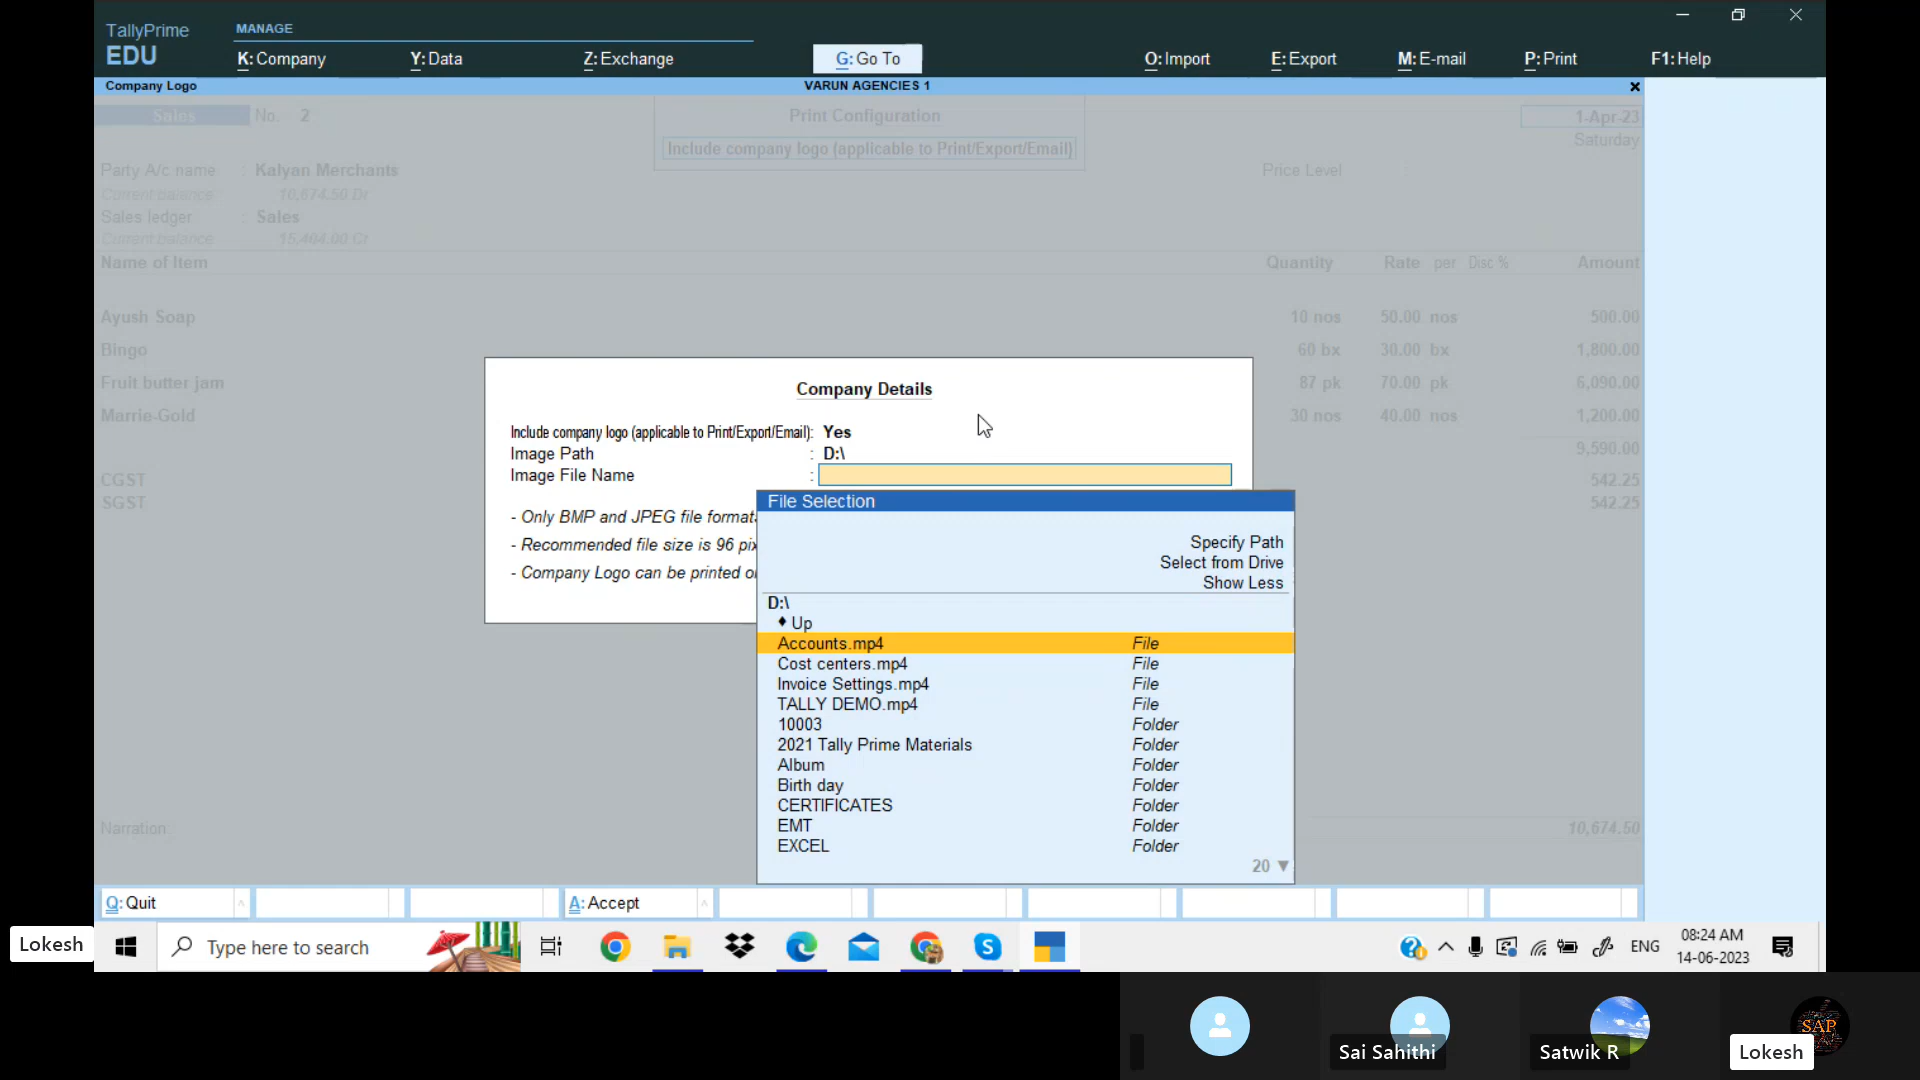 TallyPrime
EDU
MANAGE
K: Company
Y: Data
Z: Exchange
G: Go To
O: Import
E: Export
M: E-mail
P: Print
F1: Help
Company Logo
VARUN AGENCIES 1
Sales No. 2
Print Configuration
1-Apr-23
Include company logo (applicable to Print/Export/Email)
Saturday
Party A/c name : Kalyan Merchants
Price Level :
Current balance 10,674.50 Dr
Sales ledger : Sales
Current balance 15,404.00 Cr
Name of Item Quantity Rate per Disc % Amount
Ayush Soap 10 nos 50.00 nos 500.00
Bingo 60 bx 30.00 bx 1,800.00
Fruit butter jam 87 pk 70.00 pk 6,090.00
Marrie-Gold 30 nos 40.00 nos 1,200.00
9,590.00
CGST 542.25
SGST 542.25
Company Details
Include company logo (applicable to Print/Export/Email): Yes
Image Path : D:\
Image File Name :
- Only BMP and JPEG file
- Recommended file size is 96
- Company Logo can be printed
File Selection
Specify Path
Select from Drive
Show Less
D:\
♦ Up
Accounts.mp4 File
Cost centers.mp4 File
Invoice Settings.mp4 File
TALLY DEMO.mp4 File
10003 Folder
2021 Tally Prime Materials Folder
Album Folder
Birth day Folder
CERTIFICATES Folder
EMT Folder
EXCEL Folder
20 ▼
Narration: 10,674.50
Q: Quit
A: Accept
Lokesh
Type here to search
ENG
08:24 AM
14-06-2023
Sai Sahithi
Satwik R
SAP
Lokesh